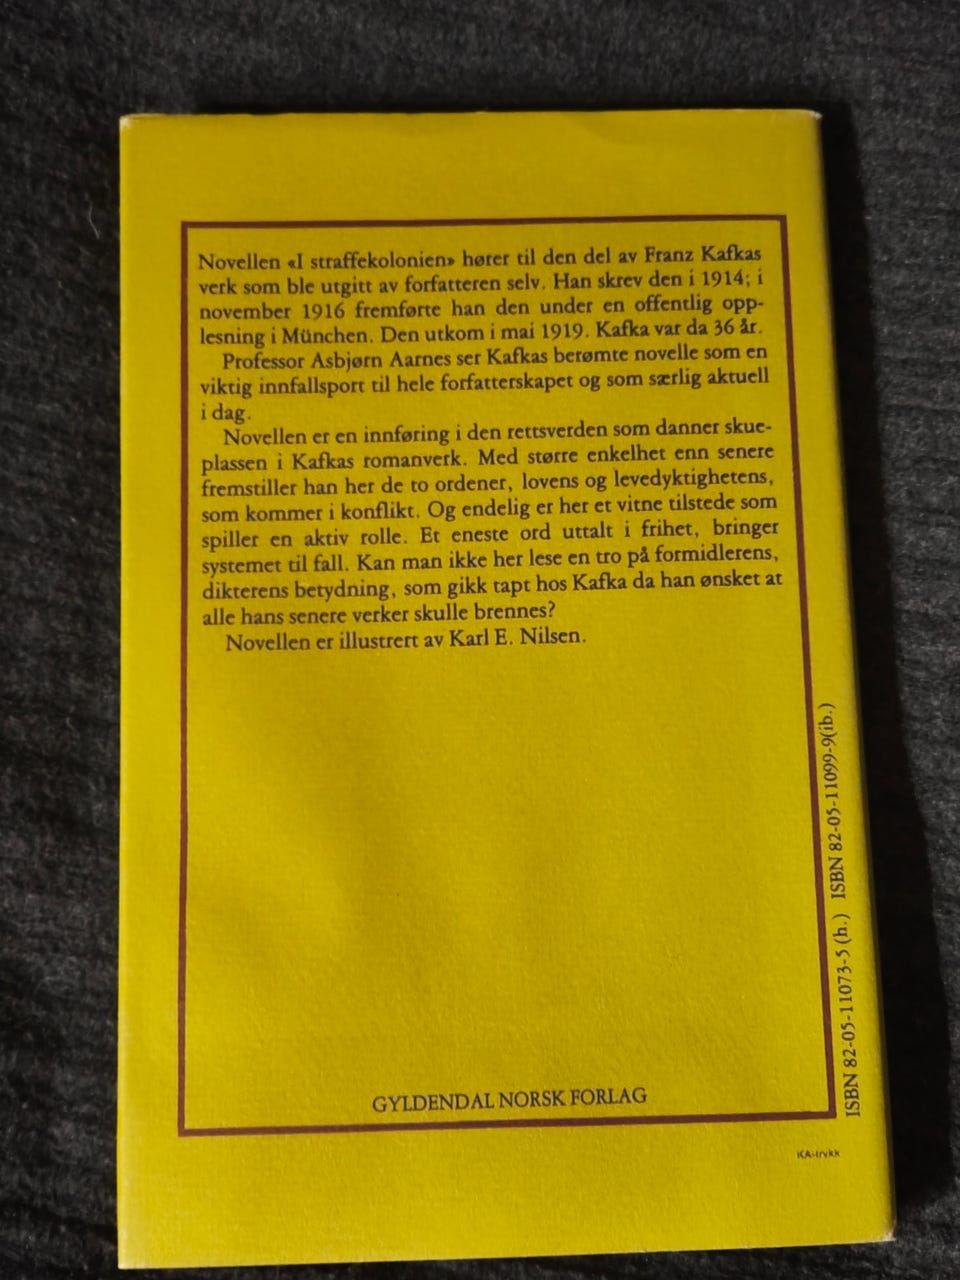 Novellen «I straffekolonien» hører til den del av Franz Kafkas
verk som ble utgitt av forfatteren selv. Han skrev den i 1914; i
november 1916 fremførte han den under en offentlig opp-
lesning i München. Den utkom i mai 1919. Kafka var da 36 år.
Professor Asbjørn Aarnes ser Kafkas berømte novelle som en
viktig innfallsport til hele forfatterskapet og som særlig aktuell
i dag.
Novellen er en innføring i den rettsverden som danner skue-
plassen i Kafkas romanverk. Med større enkelhet enn senere
fremstiller han her de to ordener, lovens og levedyktighetens,
som kommer i konflikt. Og endelig er her et vitne tilstede som
spiller en aktiv rolle. Et eneste ord uttalt i frihet, bringer
systemet til fall. Kan man ikke her lese en tro på formidlerens,
dikterens betydning, som gikk tapt hos Kafka da han ønsket at
alle hans senere verker skulle brennes?
Novellen er illustrert av Karl E. Nilsen.
GYLDENDAL NORSK FORLAG
ISBN 82-05-11073-5 (h.) ISBN 82-05-11099-9(ib.)
KA-trykk